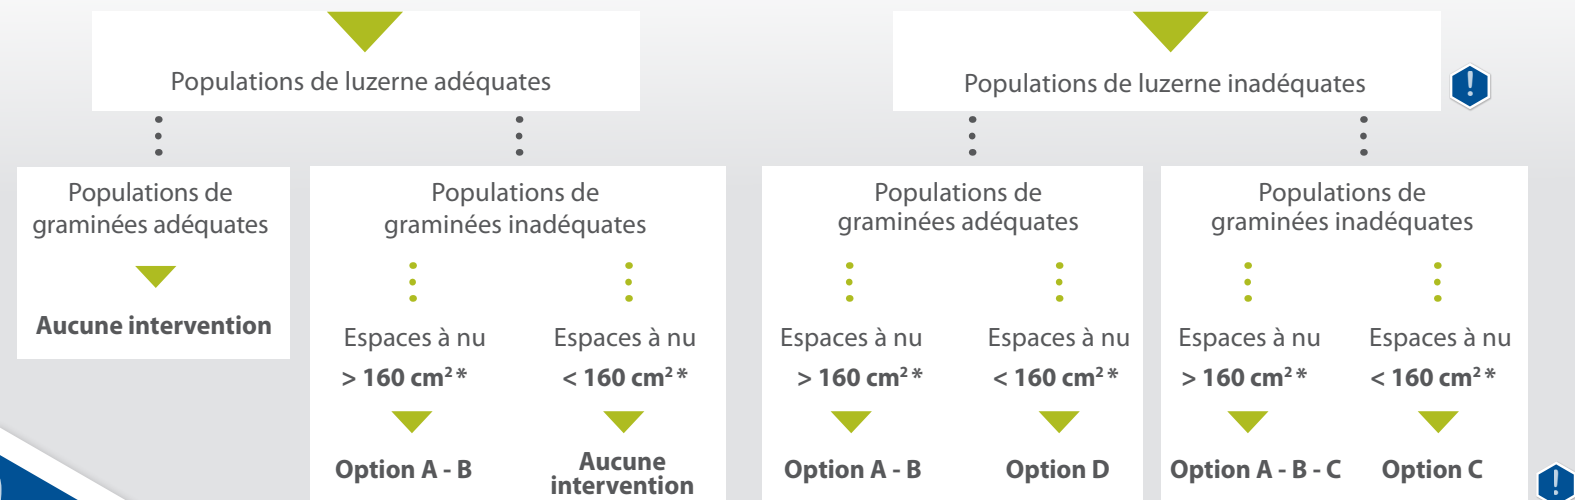 Populations de luzerne adéquates
Populations de luzerne inadéquates
!
Populations de
graminées adéquates
Aucune intervention
Populations de
graminées inadéquates
Espaces à nu
> 160 cm² *
Option A - B
Espaces à nu
< 160 cm² *
Aucune
intervention
Populations de
graminées adéquates
Espaces à nu
> 160 cm² *
Option A - B
Espaces à nu
< 160 cm² *
Option D
Populations de
graminées inadéquates
Espaces à nu
> 160 cm² *
Option A - B - C
Espaces à nu
< 160 cm² *
Option C
!